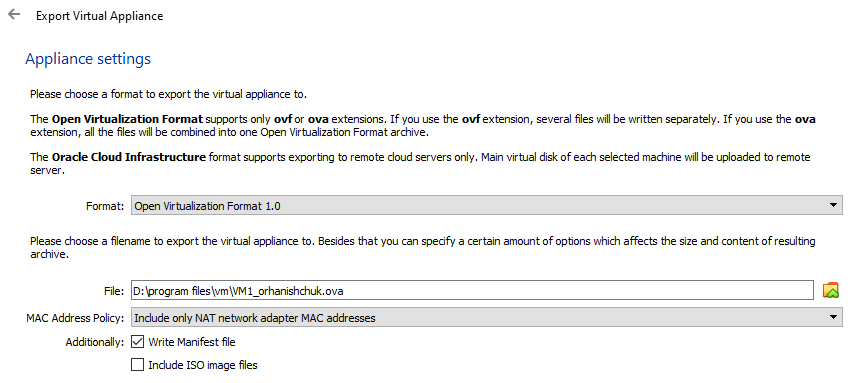 Export Virtual Appliance
Appliance settings
Please choose a format to export the virtual appliance to.
The Open Virtualization Format supports only ovf or ova extensions. If you use the ovf extension, several files will be written separately. If you use the ova
extension, all the files will be combined into one Open Virtualization Format archive.
The Oracle Cloud Infrastructure format supports exporting to remote cloud servers only. Main virtual disk of each selected machine will be uploaded to remote
server.
Format: Open Virtualization Format 1.0
Please choose a filename to export the virtual appliance to. Besides that you can specify a certain amount of options which affects the size and content of resulting
archive.
File: D:\program files\vm\VM1_orhanishchuk.ova
MAC Address Policy: Include only NAT network adapter MAC addresses
Additionally: Write Manifest file
Include ISO image files